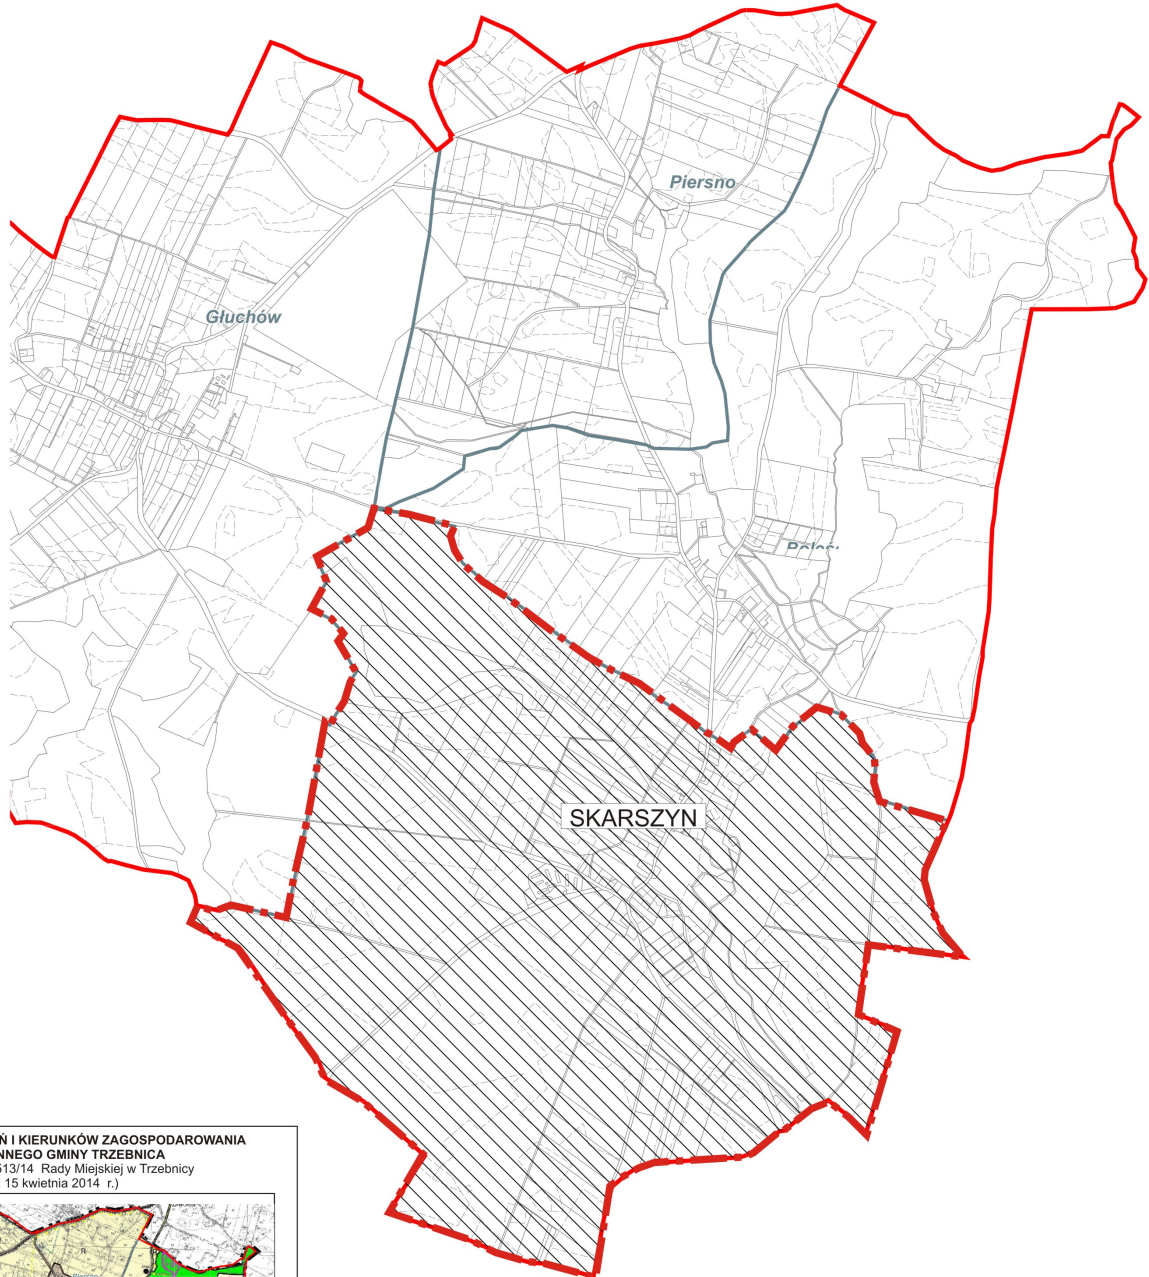 Piersno
Głuchów
SKARSZYN
Ń I KIERUNKÓW ZAGOSPODAROWANIA
NNEGO GMINY TRZEBNICA
513/14 Rady Miejskiej w Trzebnicy
15 kwietnia 2014 r.)